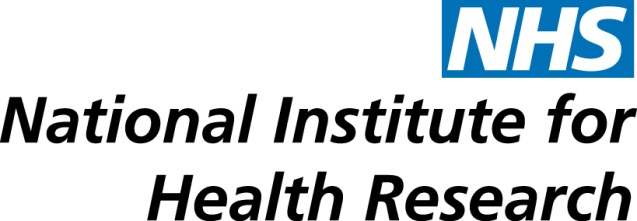 NHS
National Institute for
Health Research